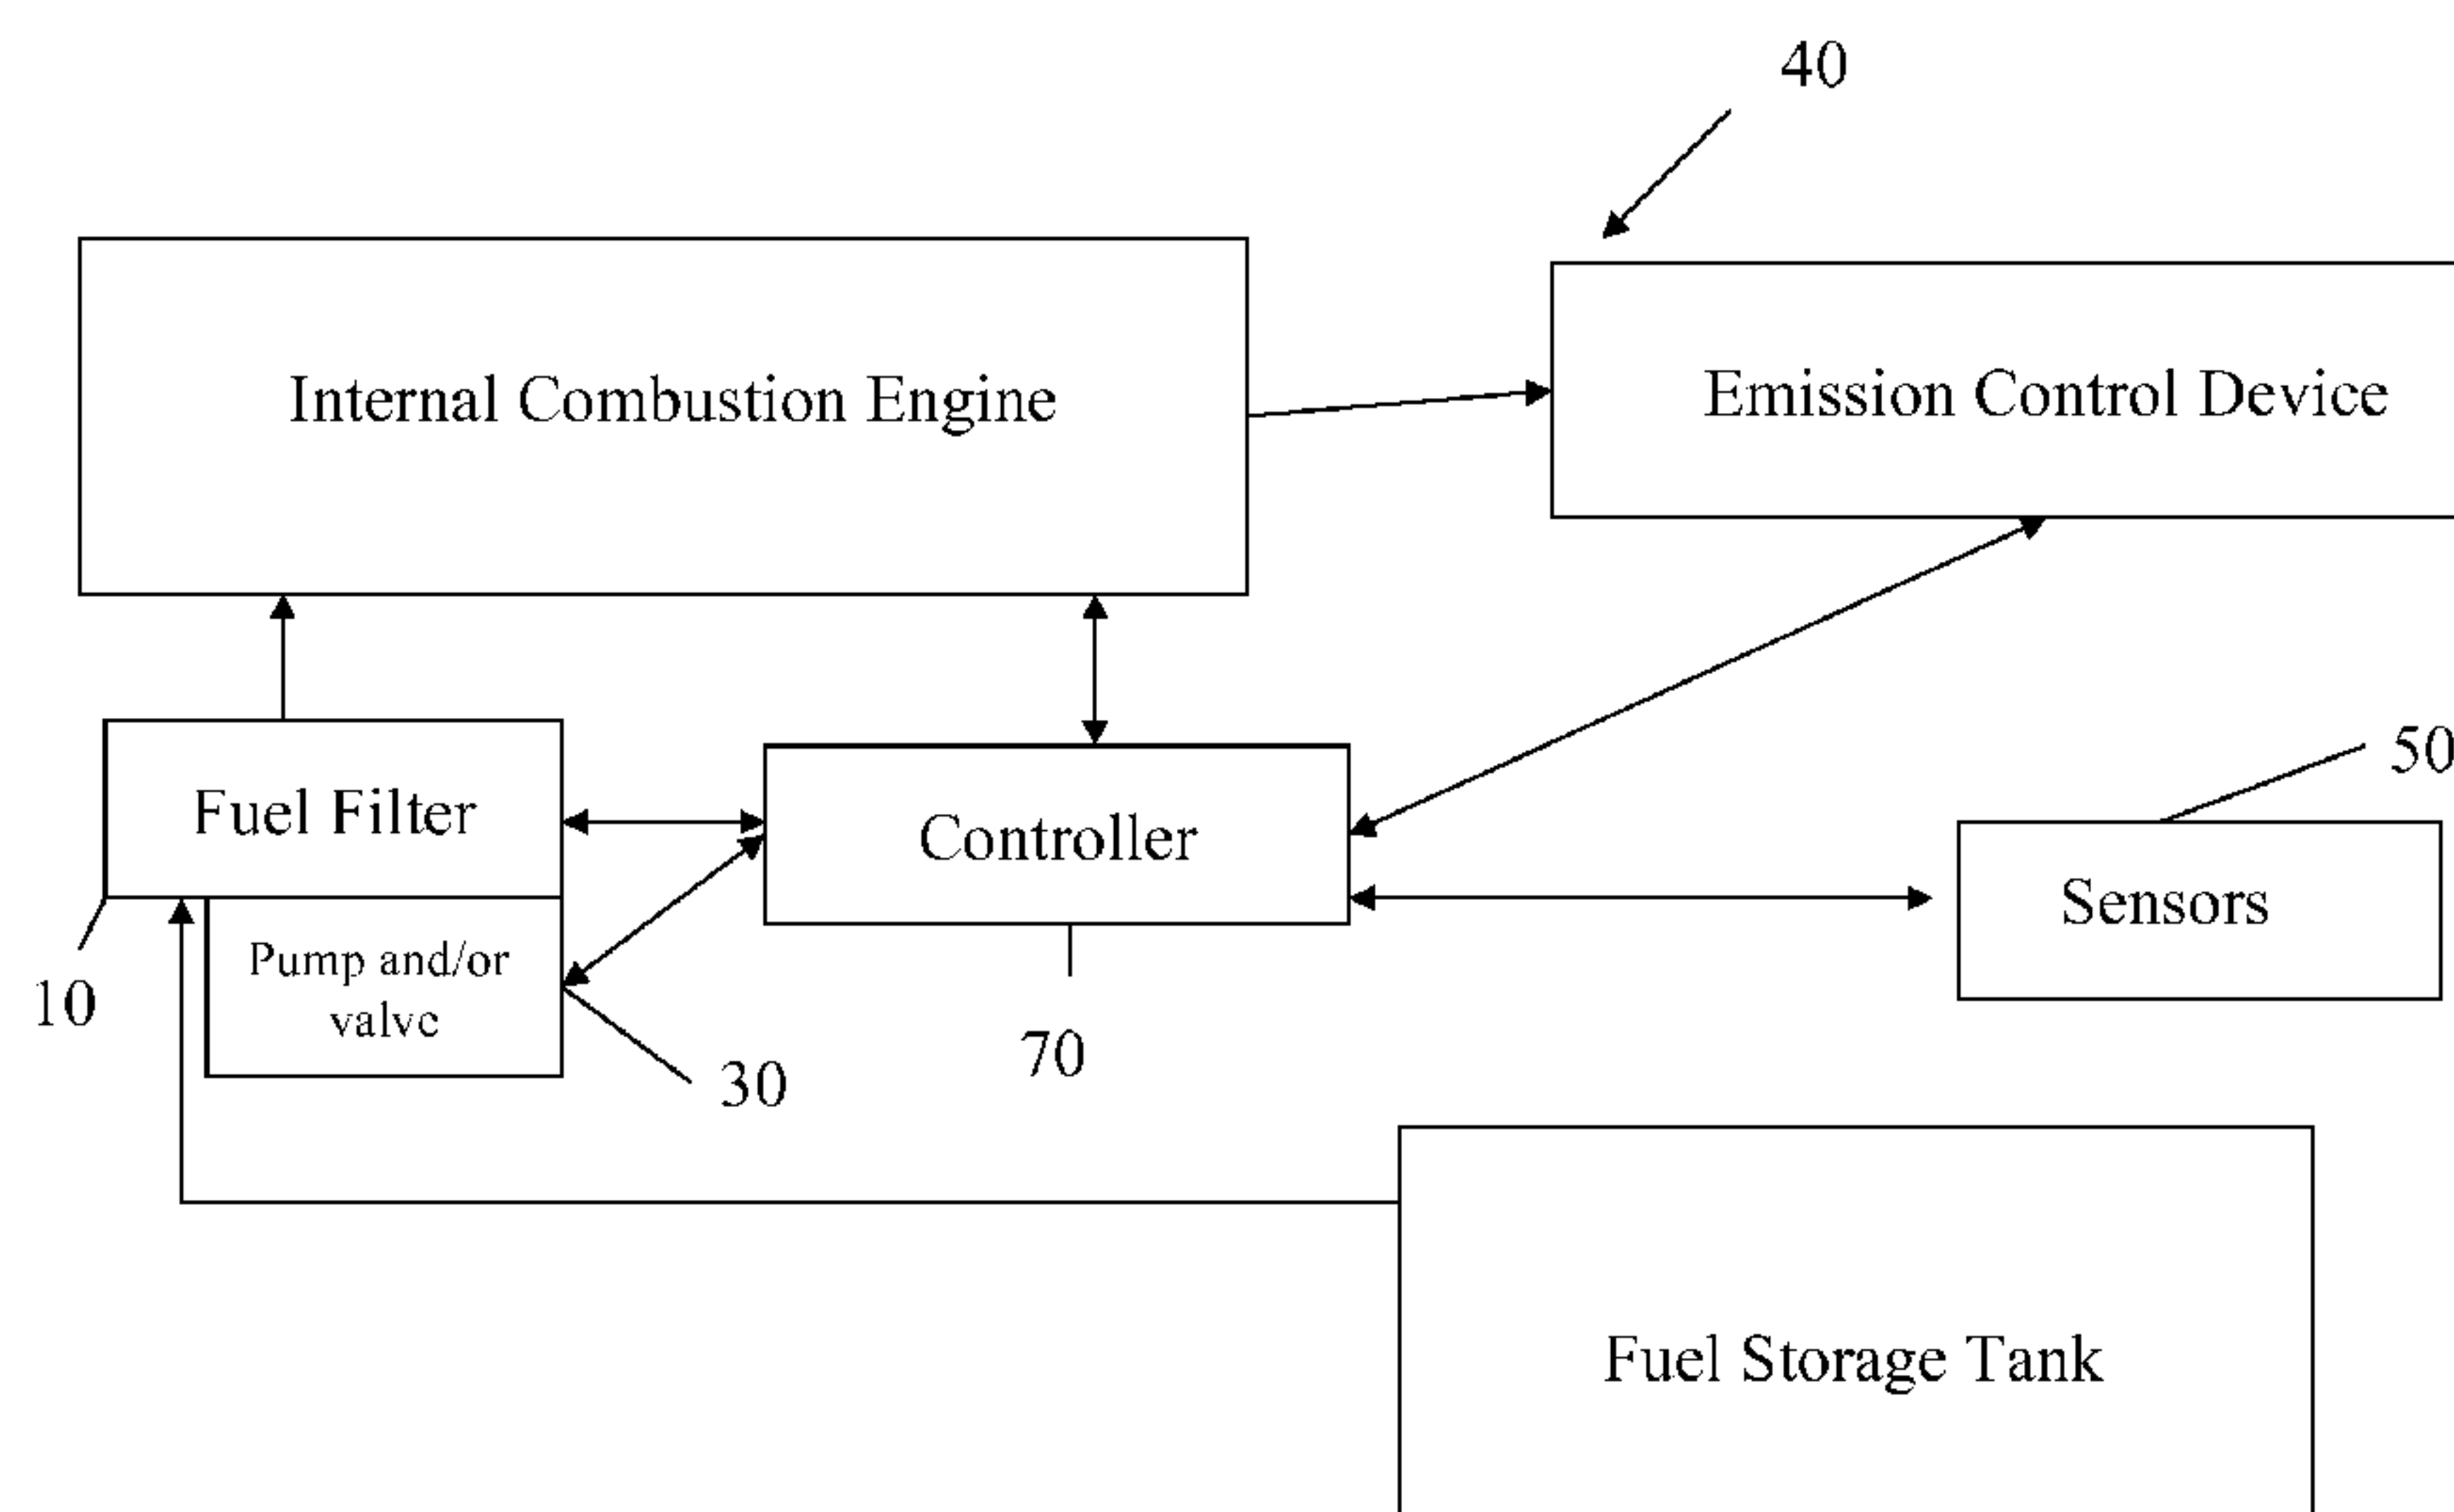 40
Internal Combustion Engine
Emission Control Device
50
Fuel Filter
Controller
Sensors
Pump and/or
valve
10
70
30
Fuel Storage Tank